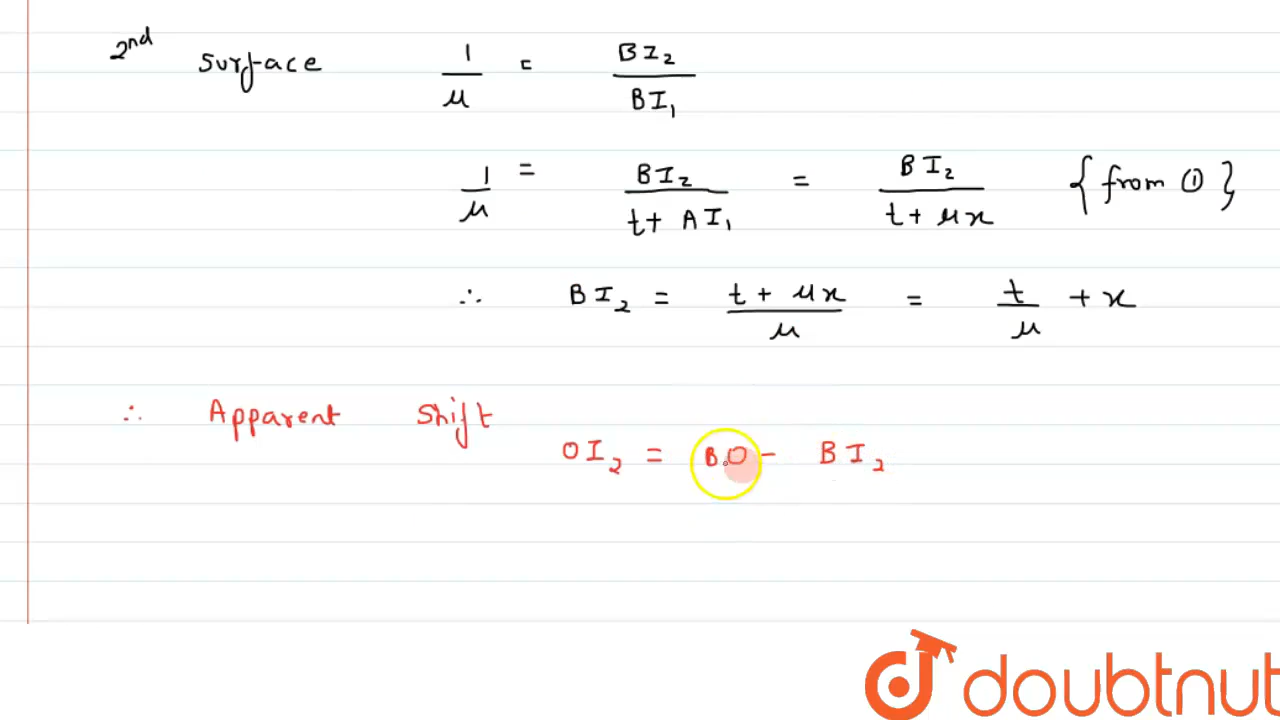 2nd Surface 1/μ = BI₂/BI₁
1/μ = BI₂/(t + AI₁) = BI₂/(t + μx) {from ①}
∴ BI₂ = (t + μx)/μ = t/μ + x
∴ Apparent Shift
OI₂ = BO - BI₂
doubtnut